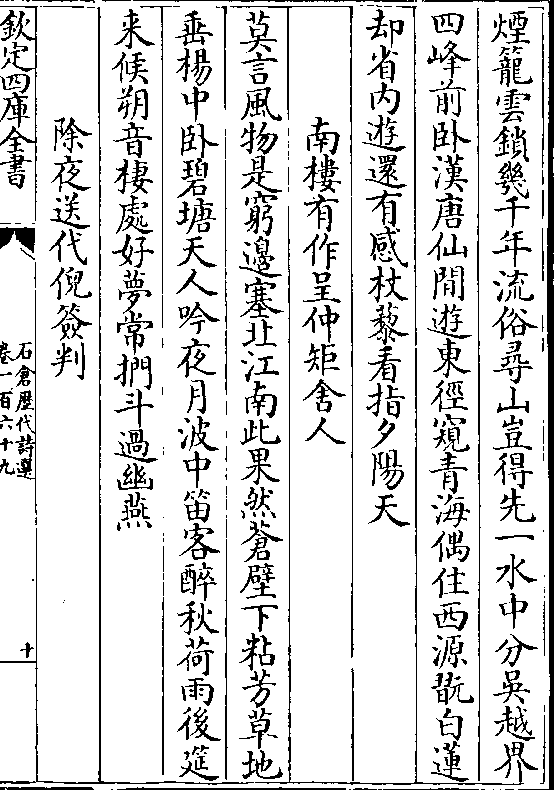 煙籠雲鎖幾千年流俗尋山豈得先一水中分吳越界
四峰前卧漢唐仙間遊東徑窺青海偶住西源翫白蓮
却省内遊還有感杖藜看指夕陽天
南樓有作呈仲矩舎人
莫言風物是窮邊塞北江南此果然蒼壁下粘芳草地
垂楊中卧碧塘天人吟夜月波中笛客醉秋荷雨後筵
来候朔音棲處好夢常捫斗過幽燕
除夜送代倪簽判
欽定四庫全書
石倉歴代詩選
卷一百六十九
十